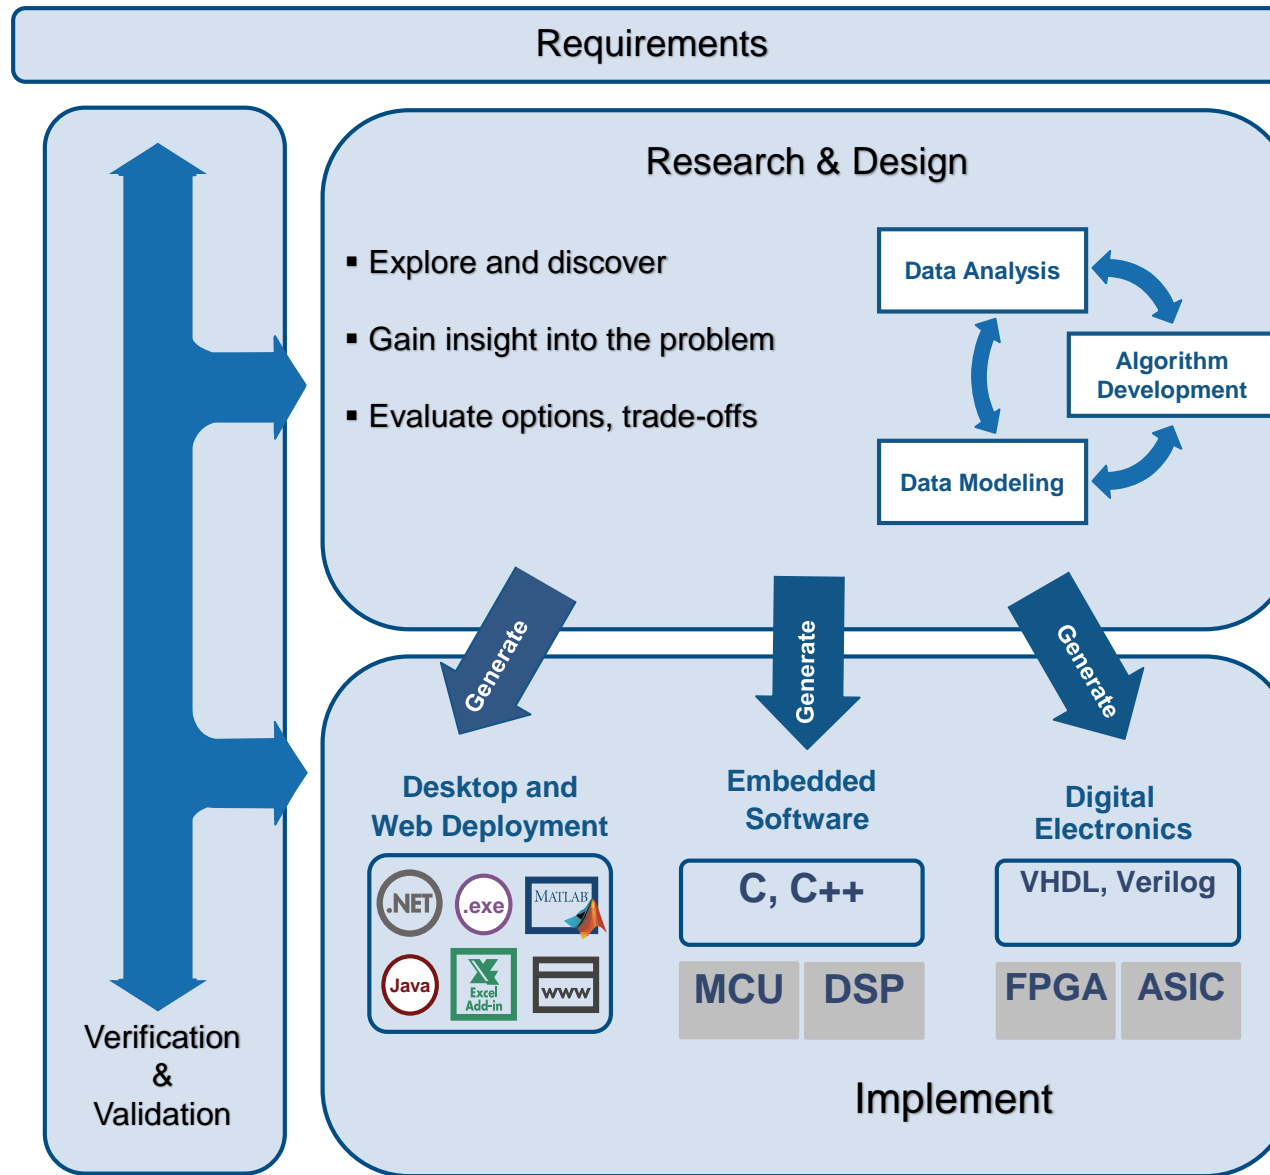 Requirements
Research & Design
▪ Explore and discover
▪ Gain insight into the problem
▪ Evaluate options, trade-offs
Data Analysis
Algorithm
Development
Data Modeling
Generate
Generate
Generate
Desktop and
Web Deployment
.NET
.exe
MATLAB
Java
Excel
Add-in
www
Embedded
Software
C, C++
MCU
DSP
Digital
Electronics
VHDL, Verilog
FPGA
ASIC
Implement
Verification
&
Validation